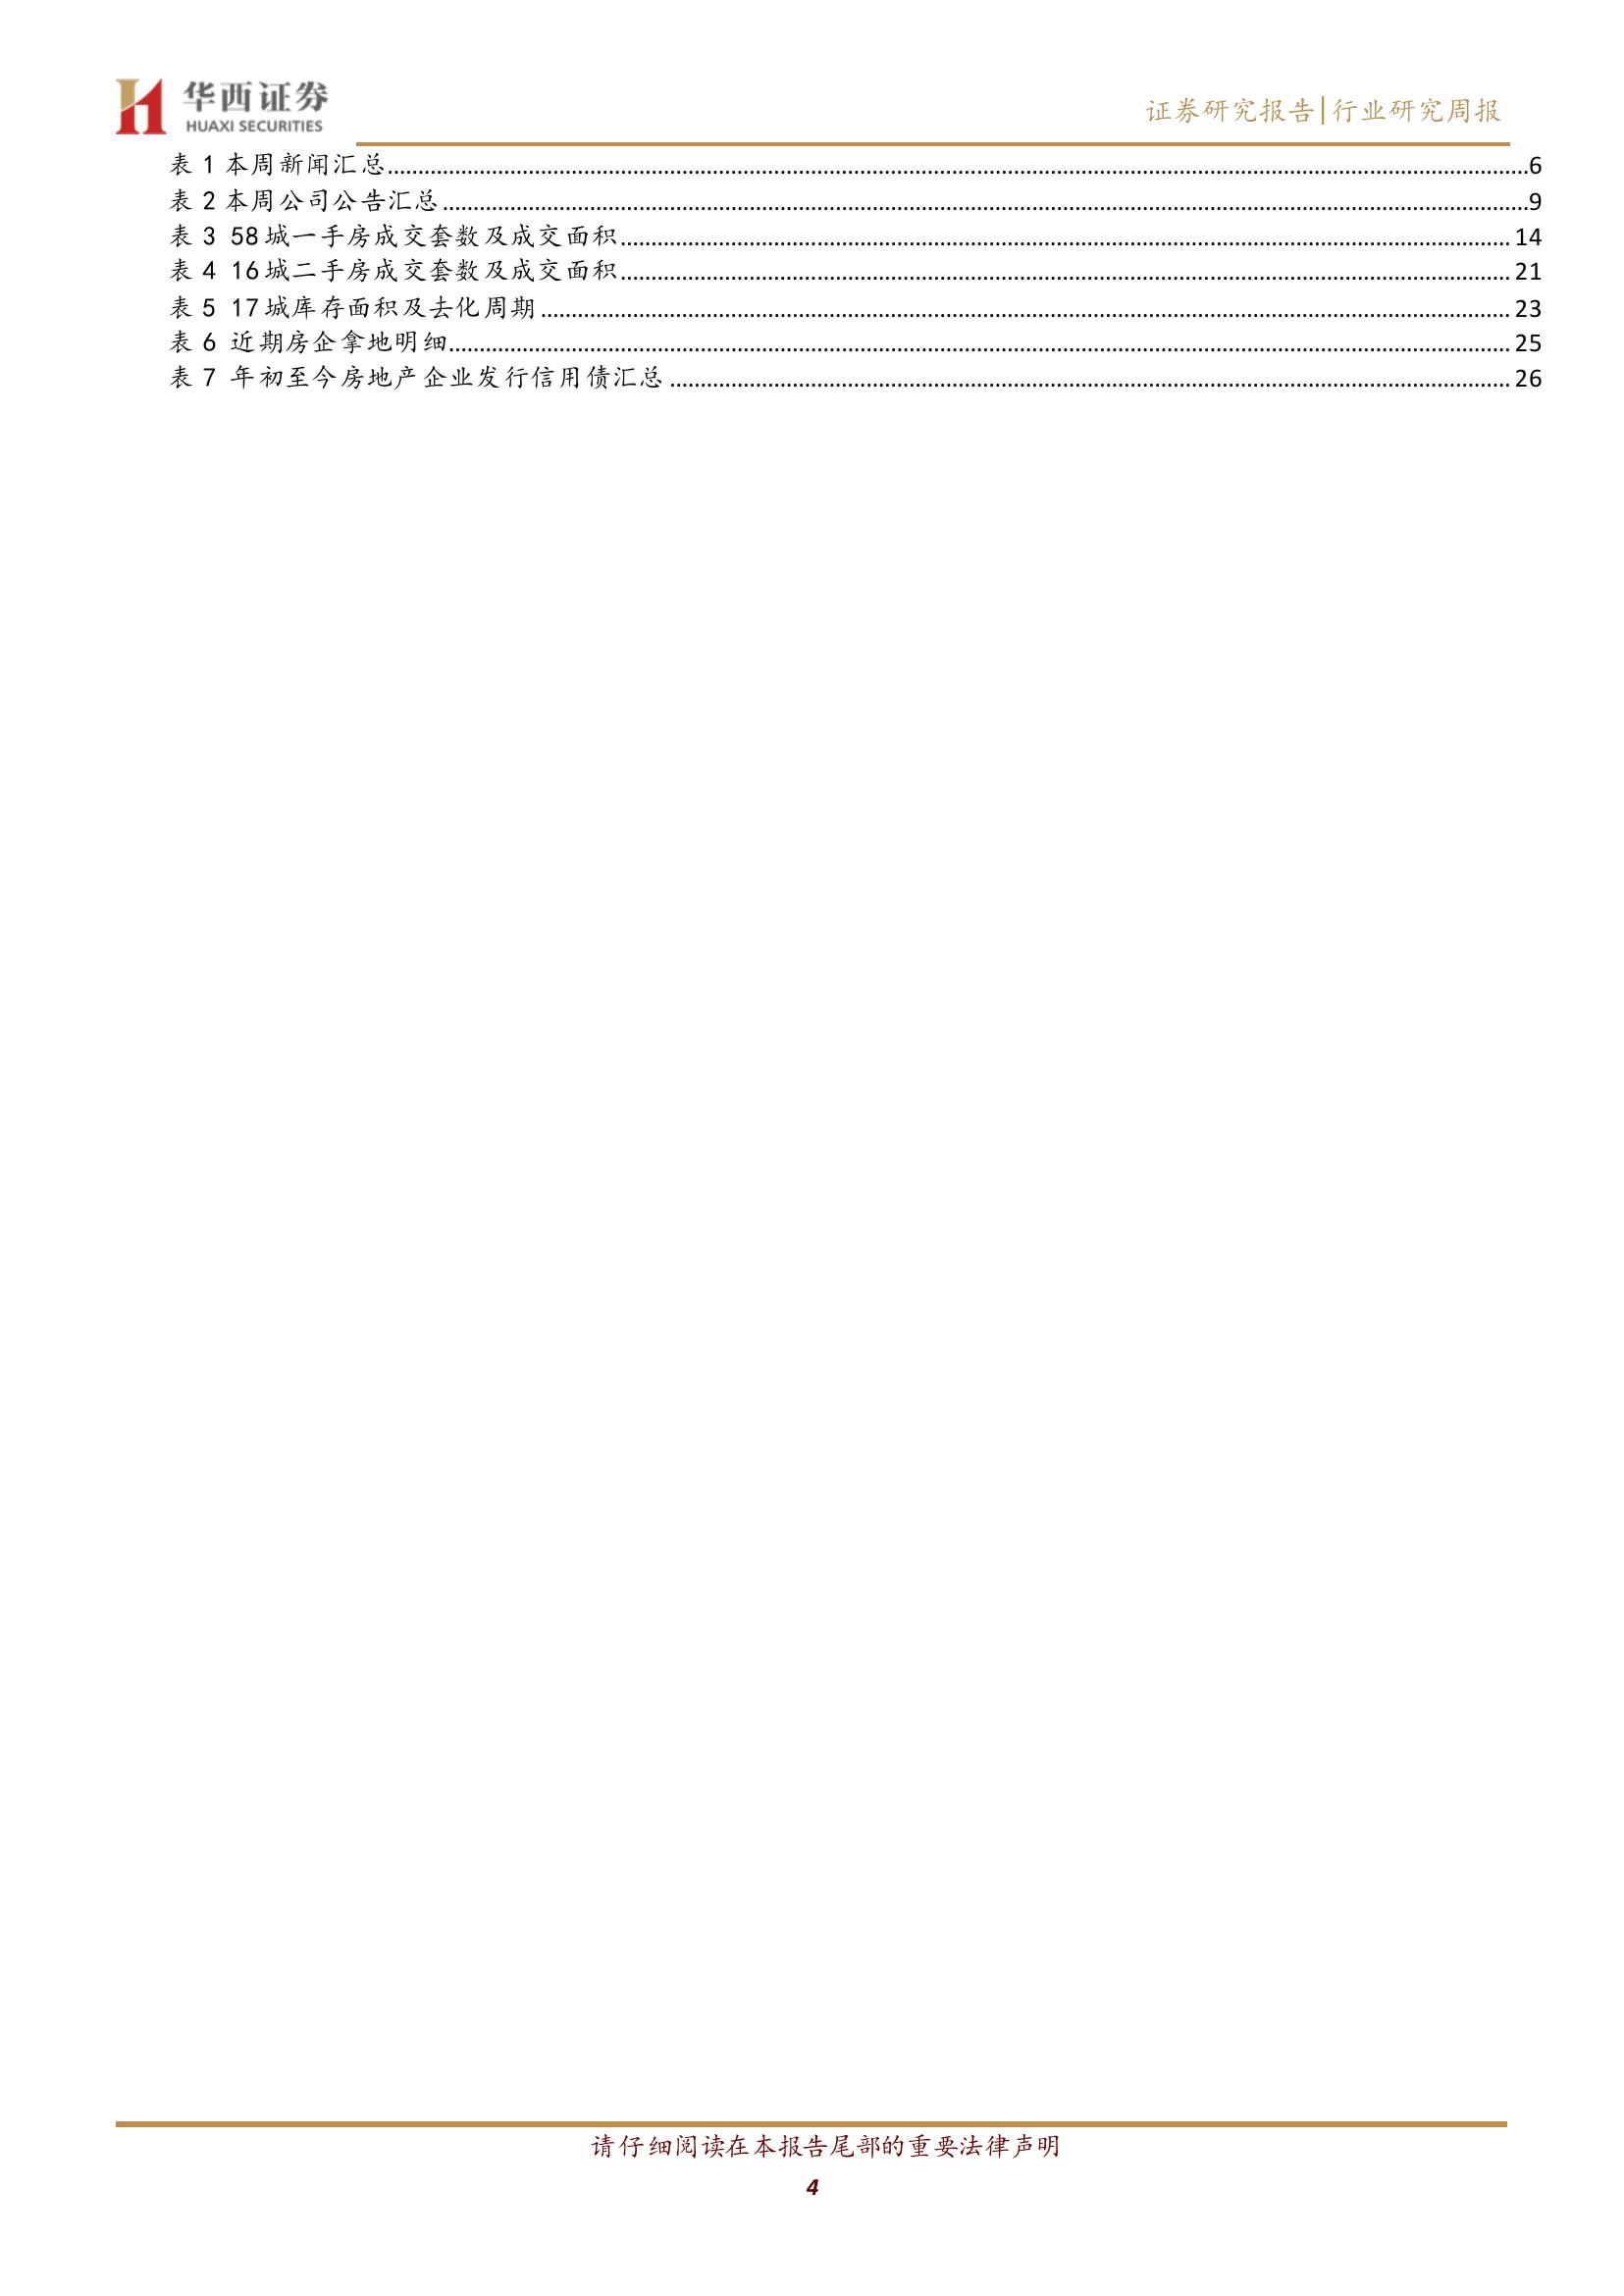 华西证券
HUAXI SECURITIES
证券研究报告|行业研究周报
表 1 本周新闻汇总........................................................................6
表 2 本周公司公告汇总........................................................................9
表 3 58城一手房成交套数及成交面积........................................................................14
表 4 16城二手房成交套数及成交面积........................................................................21
表 5 17城库存面积及去化周期........................................................................23
表 6 近期房企拿地明细........................................................................25
表 7 年初至今房地产企业发行信用债汇总........................................................................26
请仔细阅读在本报告尾部的重要法律声明
4